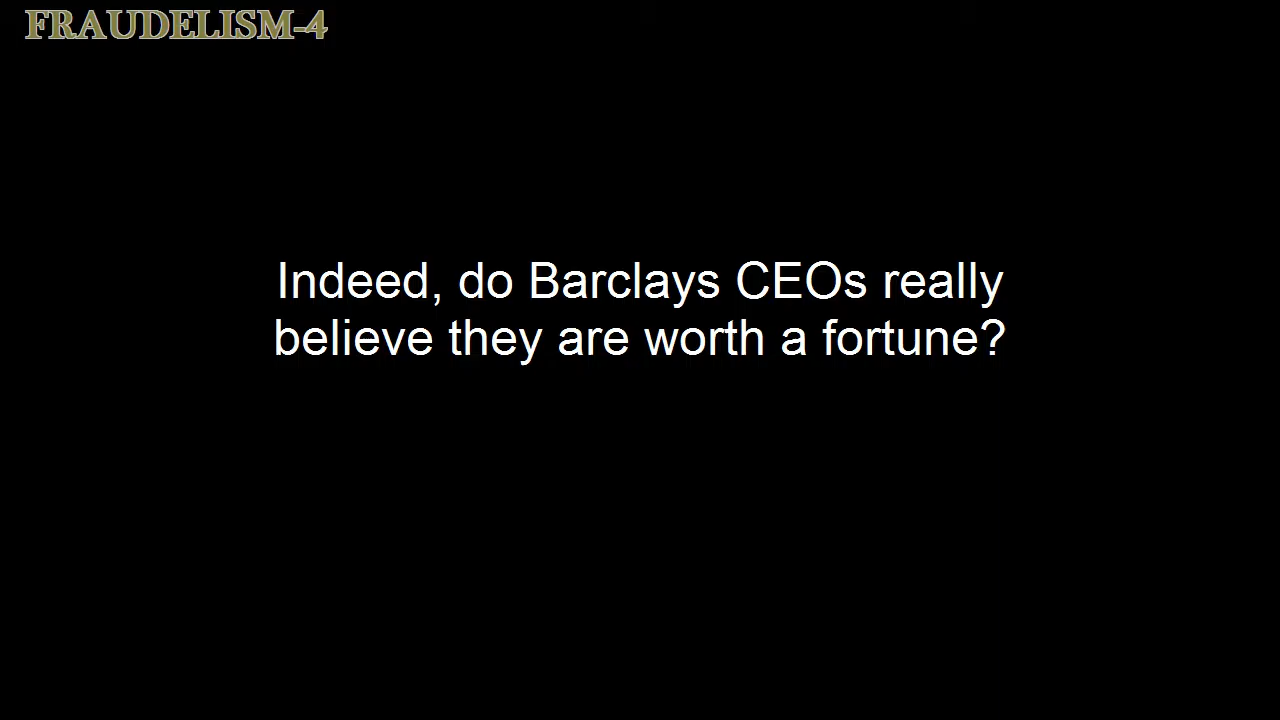 FRAUDELISM-4
Indeed, do Barclays CEOs really
believe they are worth a fortune?